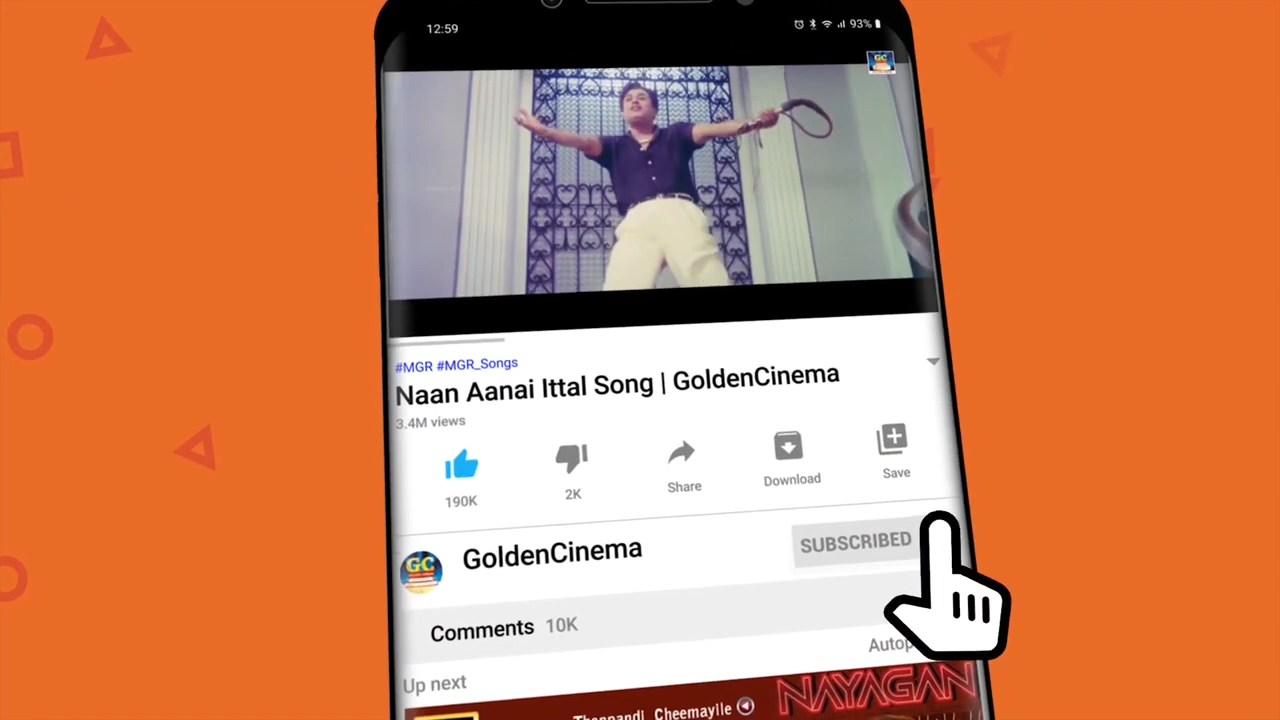 12:59
93%
GC
#MGR #MGR_Songs
Naan Aanai Ittal Song | GoldenCinema
3.4M views
190K
2K
Share
Download
Save
GC
GoldenCinema
SUBSCRIBED
Comments 10K
Autop
Up next
Thenpandi Cheemayile
NAYAGAN